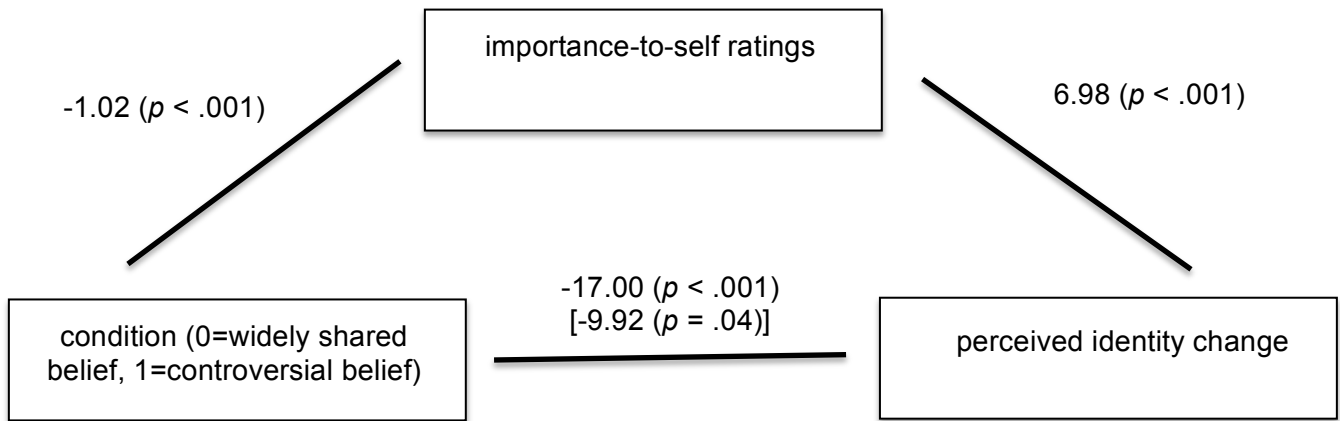 importance-to-self ratings
-1.02 (p < .001)
6.98 (p < .001)
-17.00 (p < .001)
[-9.92 (p = .04)]
condition (0=widely shared
belief, 1=controversial belief)
perceived identity change